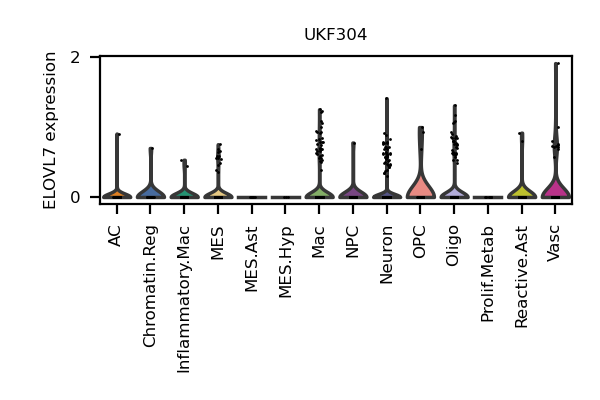 UKF304
ELOVL7 expression
2
0
AC
Chromatin.Reg
Inflammatory.Mac
MES
MES.Ast
MES.Hyp
Mac
NPC
Neuron
OPC
Oligo
Prolif.Metab
Reactive.Ast
Vasc